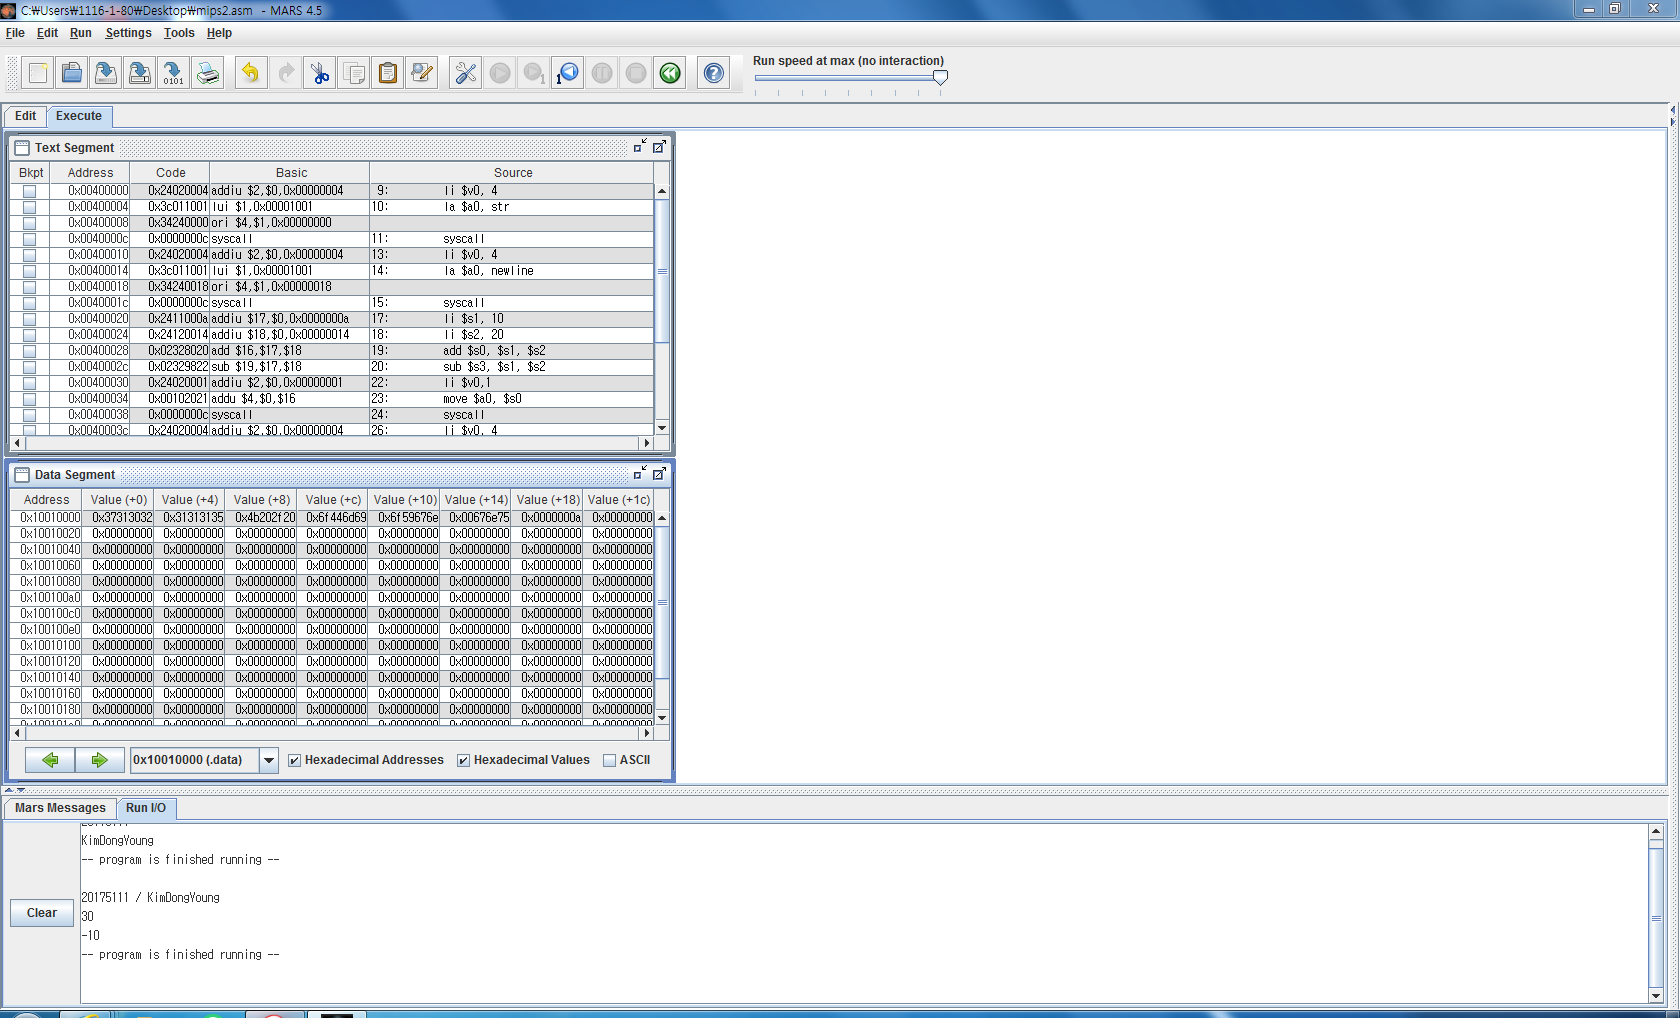 C:₩Users₩1116-1-80₩Desktop₩mips2.asm - MARS 4.5
File Edit Run Settings Tools Help
Run speed at max (no interaction)
Edit Execute
Text Segment
Bkpt Address Code Basic Source
0x00400000 0x24020004 addiu $2,$0,0x00000004 9: li $v0, 4
0x00400004 0x3c011001 lui $1,0x00001001 10: la $a0, str
0x00400008 0x34240000 ori $4,$1,0x00000000
0x0040000c 0x0000000c syscall 11: syscall
0x00400010 0x24020004 addiu $2,$0,0x00000004 13: li $v0, 4
0x00400014 0x3c011001 lui $1,0x00001001 14: la $a0, newline
0x00400018 0x34240018 ori $4,$1,0x00000018
0x0040001c 0x0000000c syscall 15: syscall
0x00400020 0x2411000a addiu $17,$0,0x0000000a 17: li $s1, 10
0x00400024 0x24120014 addiu $18,$0,0x00000014 18: li $s2, 20
0x00400028 0x02328020 add $16,$17,$18 19: add $s0, $s1, $s2
0x0040002c 0x02329822 sub $19,$17,$18 20: sub $s3, $s1, $s2
0x00400030 0x24020001 addiu $2,$0,0x00000001 22: li $v0,1
0x00400034 0x00102021 addu $4,$0,$16 23: move $a0, $s0
0x00400038 0x0000000c syscall 24: syscall
0x0040003c 0x24020004 addiu $2,$0,0x00000004 26: li $v0, 4
Data Segment
Address Value (+0) Value (+4) Value (+8) Value (+c) Value (+10) Value (+14) Value (+18) Value (+1c)
0x10010000 0x37313032 0x31313135 0x4b202f20 0x6f446d69 0x6f59676e 0x00676e75 0x0000000a 0x00000000
0x10010020 0x00000000 0x00000000 0x00000000 0x00000000 0x00000000 0x00000000 0x00000000 0x00000000
0x10010040 0x00000000 0x00000000 0x00000000 0x00000000 0x00000000 0x00000000 0x00000000 0x00000000
0x10010060 0x00000000 0x00000000 0x00000000 0x00000000 0x00000000 0x00000000 0x00000000 0x00000000
0x10010080 0x00000000 0x00000000 0x00000000 0x00000000 0x00000000 0x00000000 0x00000000 0x00000000
0x100100a0 0x00000000 0x00000000 0x00000000 0x00000000 0x00000000 0x00000000 0x00000000 0x00000000
0x100100c0 0x00000000 0x00000000 0x00000000 0x00000000 0x00000000 0x00000000 0x00000000 0x00000000
0x100100e0 0x00000000 0x00000000 0x00000000 0x00000000 0x00000000 0x00000000 0x00000000 0x00000000
0x10010100 0x00000000 0x00000000 0x00000000 0x00000000 0x00000000 0x00000000 0x00000000 0x00000000
0x10010120 0x00000000 0x00000000 0x00000000 0x00000000 0x00000000 0x00000000 0x00000000 0x00000000
0x10010140 0x00000000 0x00000000 0x00000000 0x00000000 0x00000000 0x00000000 0x00000000 0x00000000
0x10010160 0x00000000 0x00000000 0x00000000 0x00000000 0x00000000 0x00000000 0x00000000 0x00000000
0x10010180 0x00000000 0x00000000 0x00000000 0x00000000 0x00000000 0x00000000 0x00000000 0x00000000
0x10010000 (.data) Hexadecimal Addresses Hexadecimal Values ASCII
Mars Messages Run I/O
Clear
KimDongYoung
-- program is finished running --
20175111 / KimDongYoung
30
-10
-- program is finished running --